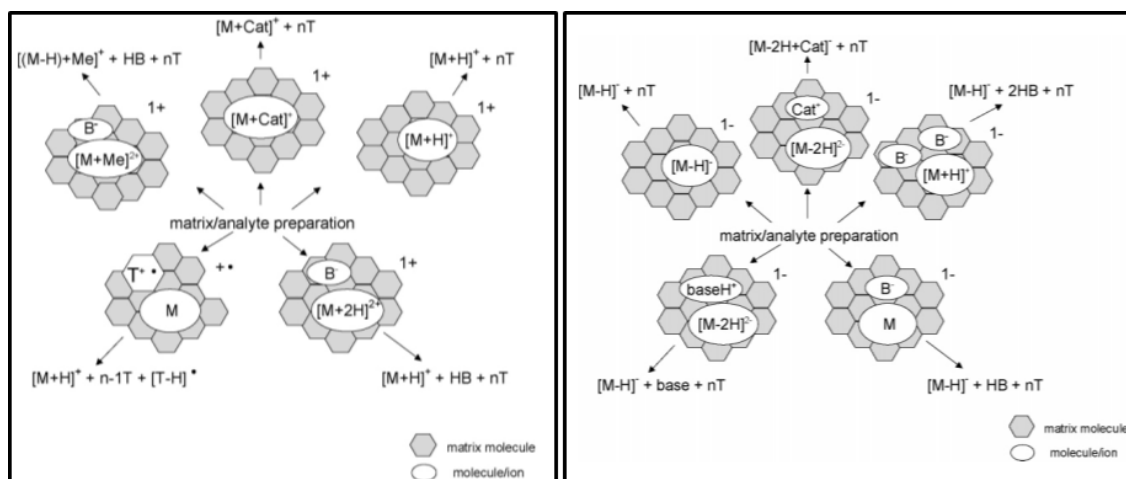 [M+Cat]⁺ + nT
[(M-H)+Me]⁺ + HB + nT
[M+H]⁺ + nT
1+
1+
1+
B⁻
[M+Me]²⁺
[M+Cat]⁺
[M+H]⁺
matrix/analyte preparation
T⁺•
+•
M
B⁻
1+
[M+2H]²⁺
[M+H]⁺ + n-1T + [T-H]•
[M+H]⁺ + HB + nT
matrix molecule
molecule/ion
[M-2H+Cat]⁻ + nT
[M-H]⁻ + nT
[M-H]⁻ + 2HB + nT
1-
1-
1-
Cat⁺
[M-2H]²⁻
[M-H]⁻
B⁻
B⁻
[M+H]⁺
matrix/analyte preparation
1-
1-
baseH⁺
[M-2H]²⁻
B⁻
M
[M-H]⁻ + base + nT
[M-H]⁻ + HB + nT
matrix molecule
molecule/ion